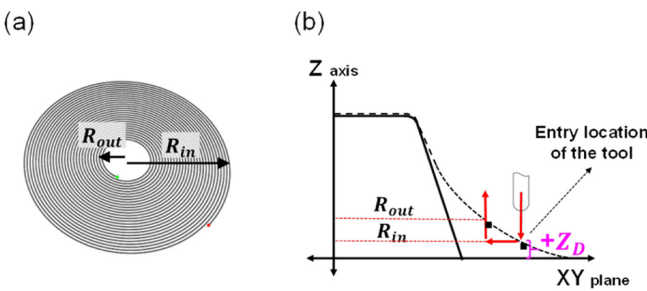 (a)
R_out
R_in
(b)
Z axis
Entry location
of the tool
R_out
R_in
+Z_D
XY plane